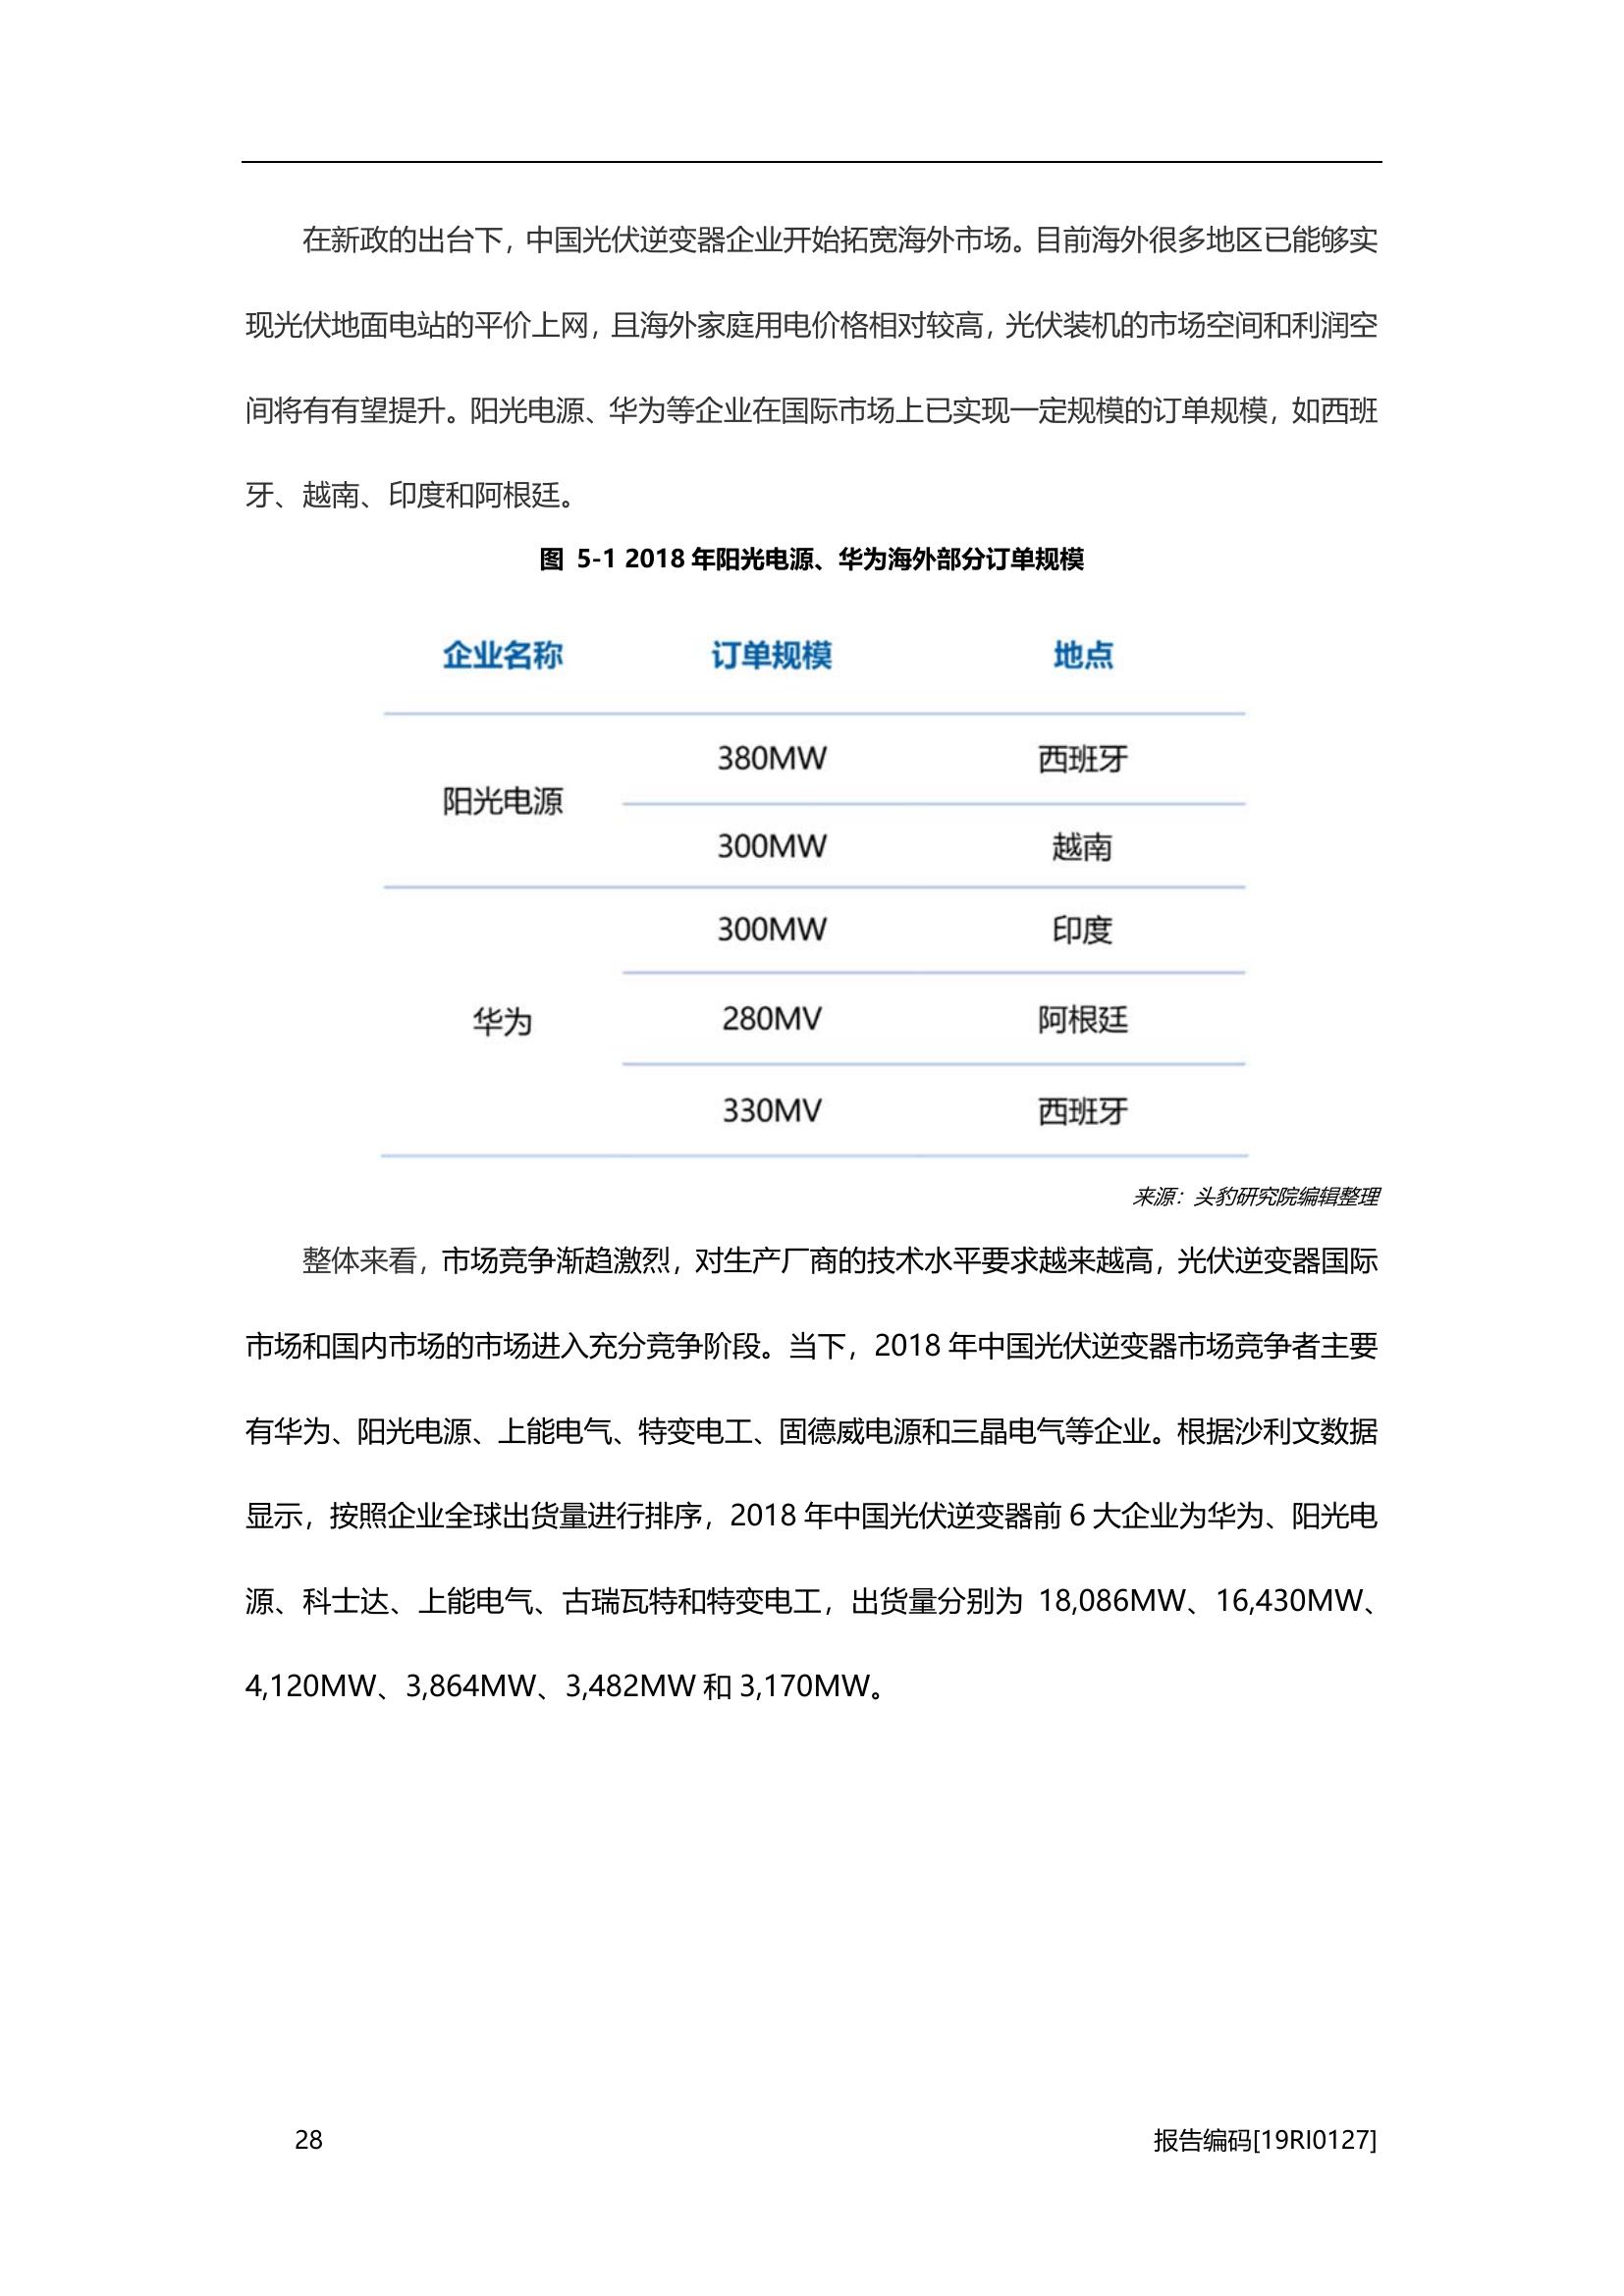 在新政的出台下，中国光伏逆变器企业开始拓宽海外市场。目前海外很多地区已能够实
现光伏地面电站的平价上网，且海外家庭用电价格相对较高，光伏装机的市场空间和利润空
间将有有望提升。阳光电源、华为等企业在国际市场上已实现一定规模的订单规模，如西班
牙、越南、印度和阿根廷。
图 5-1 2018 年阳光电源、华为海外部分订单规模
企业名称 订单规模 地点
380MW 西班牙
阳光电源
300MW 越南
300MW 印度
华为 280MV 阿根廷
330MV 西班牙
来源：头豹研究院编辑整理
整体来看，市场竞争渐趋激烈，对生产厂商的技术水平要求越来越高，光伏逆变器国际
市场和国内市场的市场进入充分竞争阶段。当下，2018 年中国光伏逆变器市场竞争者主要
有华为、阳光电源、上能电气、特变电工、固德威电源和三晶电气等企业。根据沙利文数据
显示，按照企业全球出货量进行排序，2018 年中国光伏逆变器前 6 大企业为华为、阳光电
源、科士达、上能电气、古瑞瓦特和特变电工，出货量分别为 18,086MW、16,430MW、
4,120MW、3,864MW、3,482MW 和 3,170MW。
28 报告编码[19RI0127]